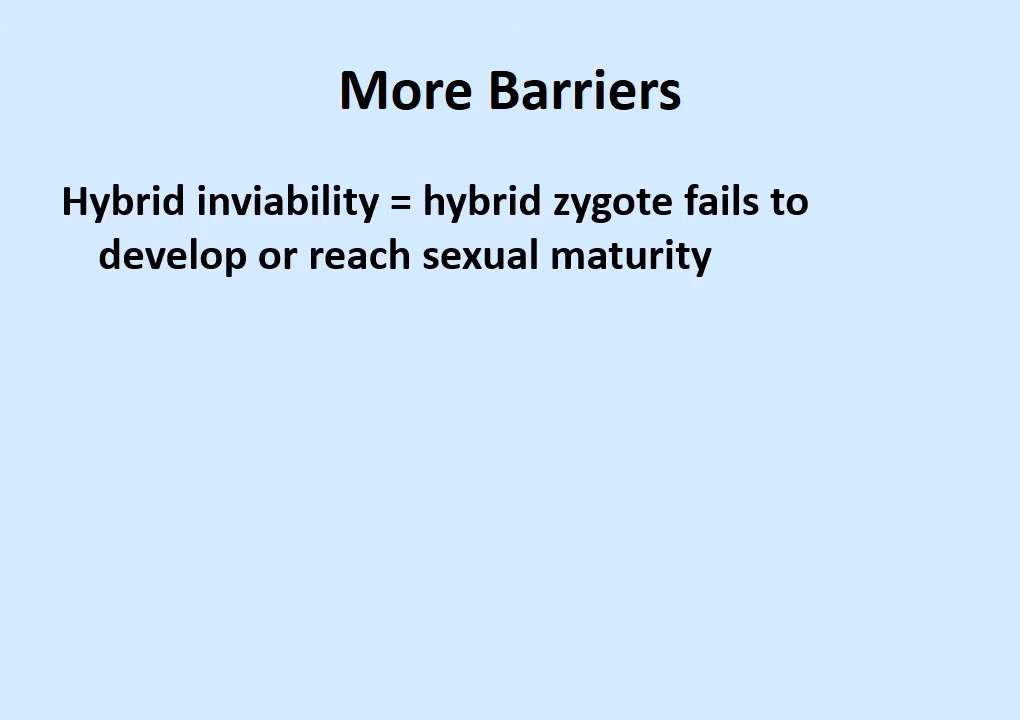 More Barriers
Hybrid inviability = hybrid zygote fails to
develop or reach sexual maturity